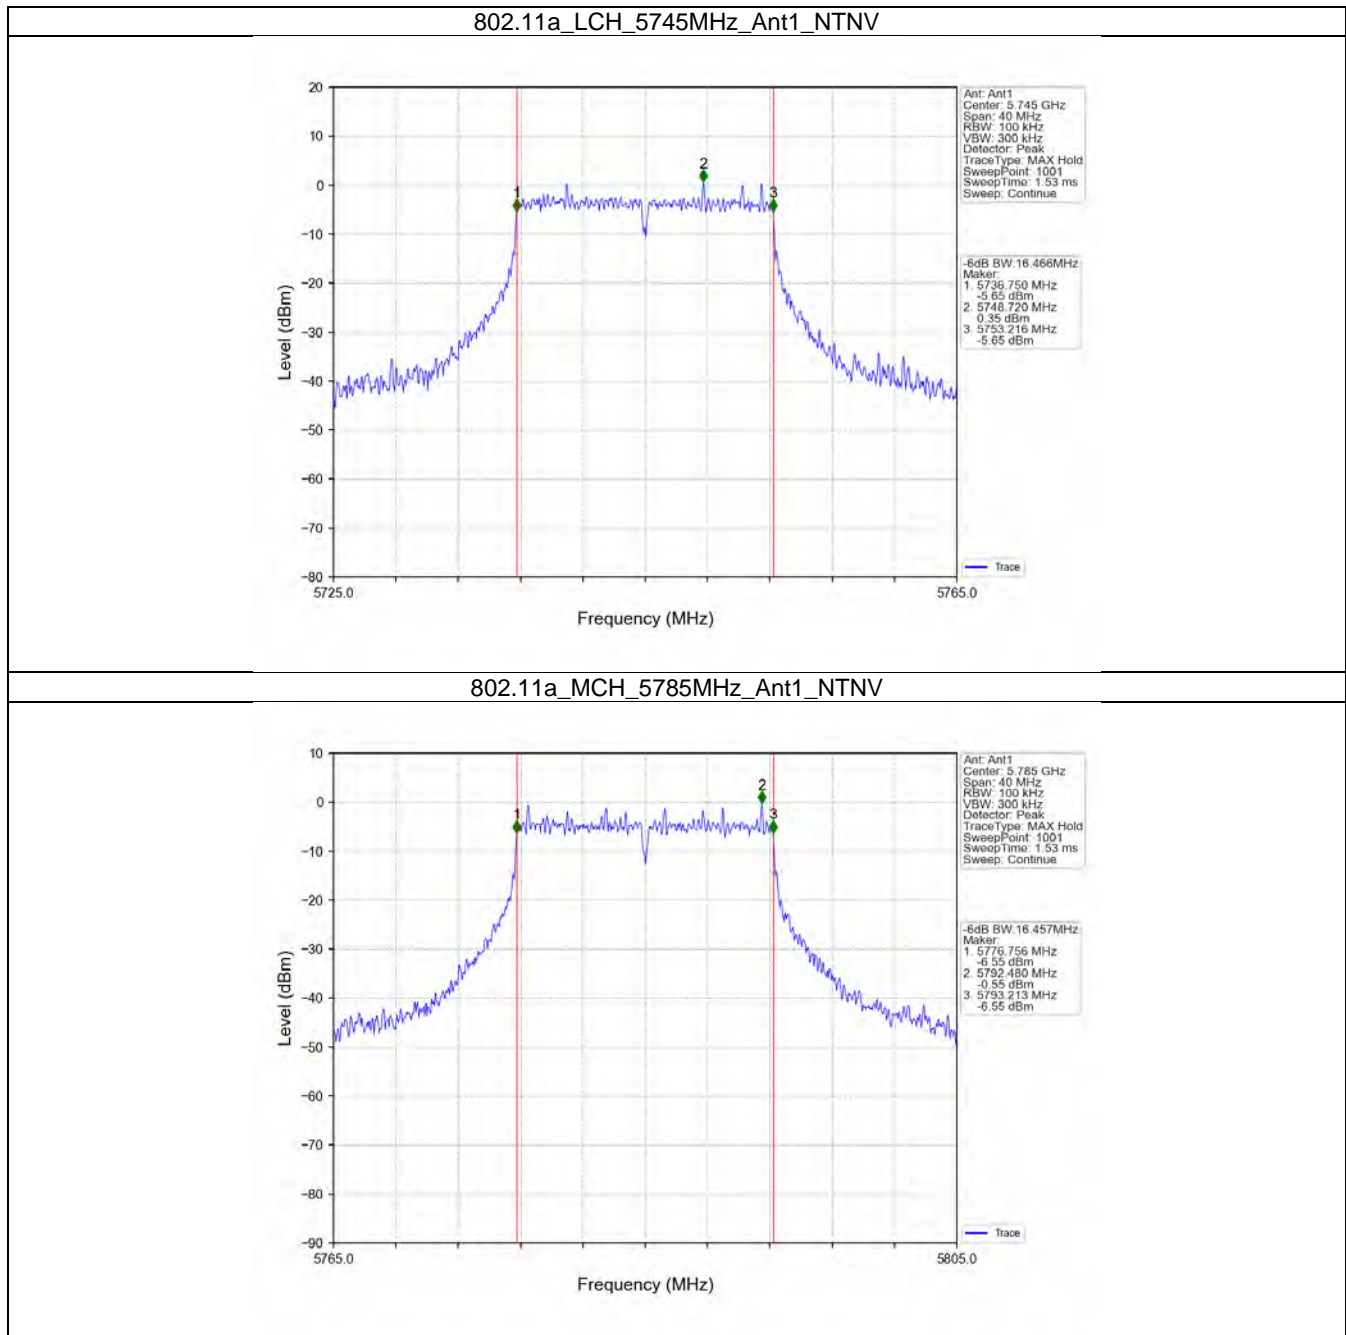 802.11a_LCH_5745MHz_Ant1_NTNV
20
10
0
−10
−20
−30
−40
−50
−60
−70
−80
Level (dBm)
1
2
3
5725.0
5765.0
Frequency (MHz)
Ant: Ant1
Center: 5.745 GHz
Span: 40 MHz
RBW: 100 kHz
VBW: 300 kHz
Detector: Peak
TraceType: MAX Hold
SweepPoint: 1001
SweepTime: 1.53 ms
Sweep: Continue
-6dB BW:16.466MHz
Maker:
1. 5736.750 MHz
-5.65 dBm
2. 5748.720 MHz
0.35 dBm
3. 5753.216 MHz
-5.65 dBm
Trace
802.11a_MCH_5785MHz_Ant1_NTNV
10
0
−10
−20
−30
−40
−50
−60
−70
−80
−90
Level (dBm)
1
2
3
5765.0
5805.0
Frequency (MHz)
Ant: Ant1
Center: 5.785 GHz
Span: 40 MHz
RBW: 100 kHz
VBW: 300 kHz
Detector: Peak
TraceType: MAX Hold
SweepPoint: 1001
SweepTime: 1.53 ms
Sweep: Continue
-6dB BW:16.457MHz
Maker:
1. 5776.756 MHz
-6.55 dBm
2. 5792.480 MHz
-0.55 dBm
3. 5793.213 MHz
-6.55 dBm
Trace